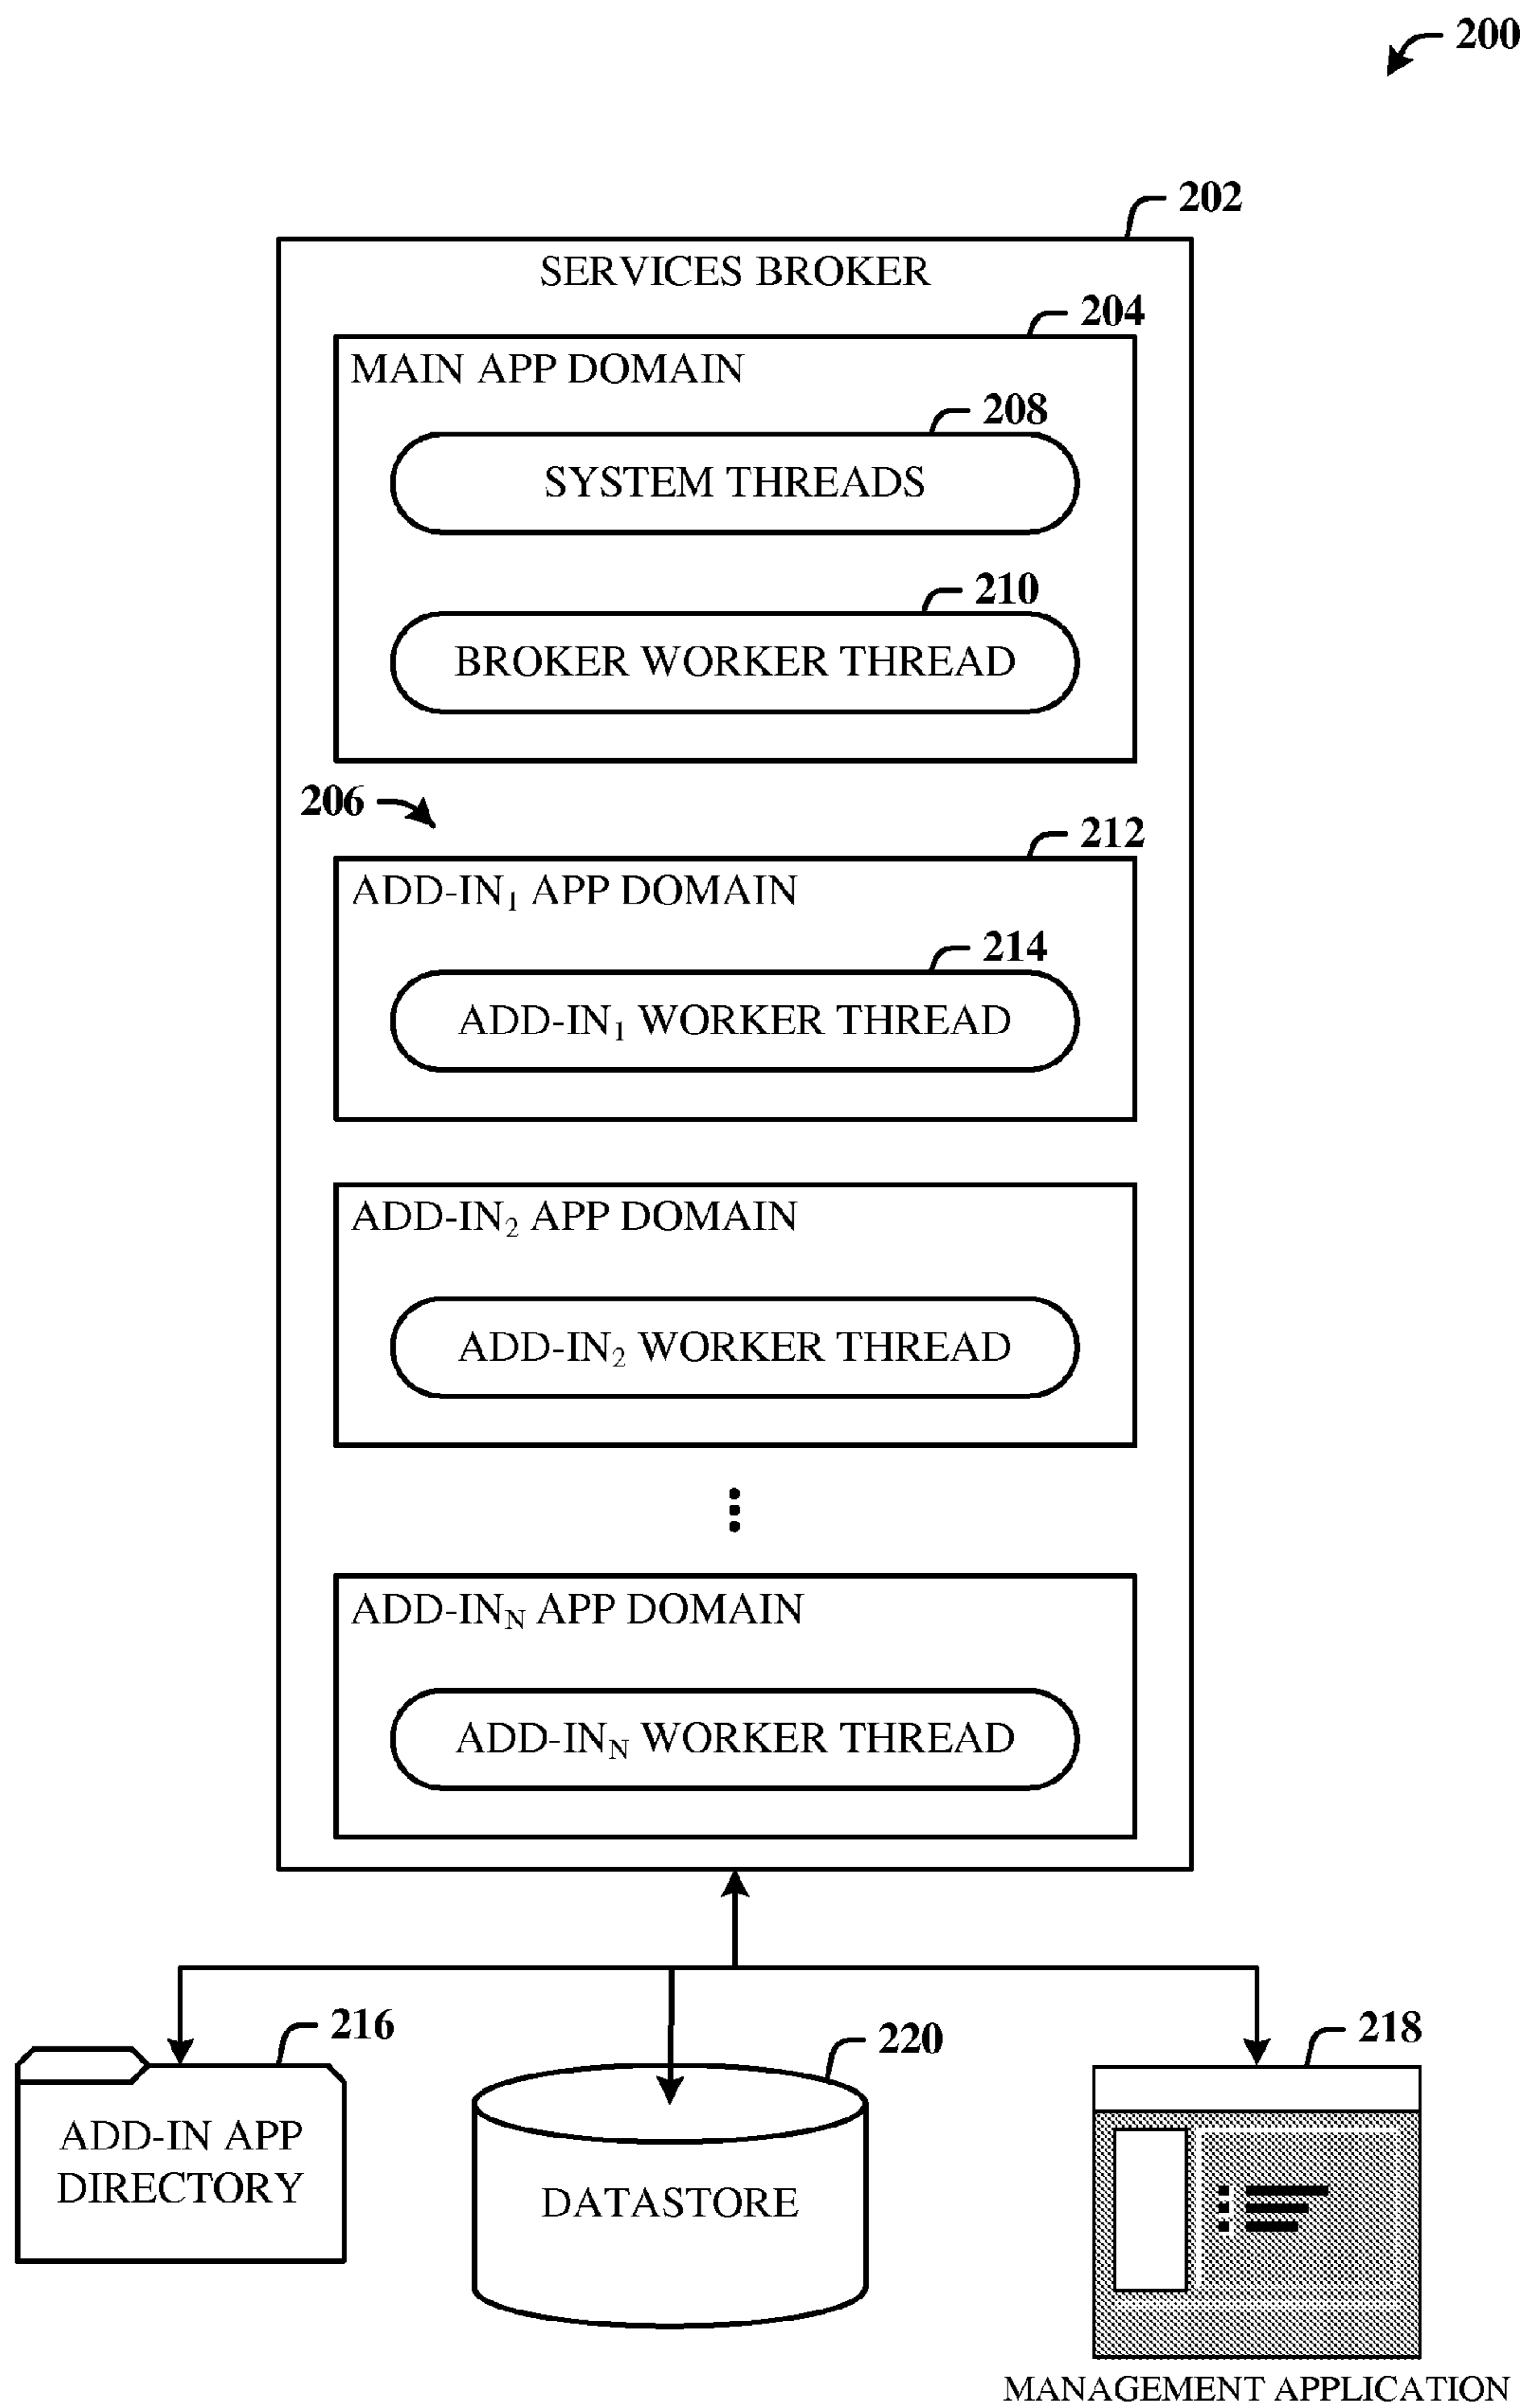 200
202
SERVICES BROKER
204
MAIN APP DOMAIN
208
SYSTEM THREADS
210
BROKER WORKER THREAD
206
212
ADD-IN1 APP DOMAIN
214
ADD-IN1 WORKER THREAD
ADD-IN2 APP DOMAIN
ADD-IN2 WORKER THREAD
ADD-INN APP DOMAIN
ADD-INN WORKER THREAD
216
220
218
ADD-IN APP
DIRECTORY
DATASTORE
MANAGEMENT APPLICATION